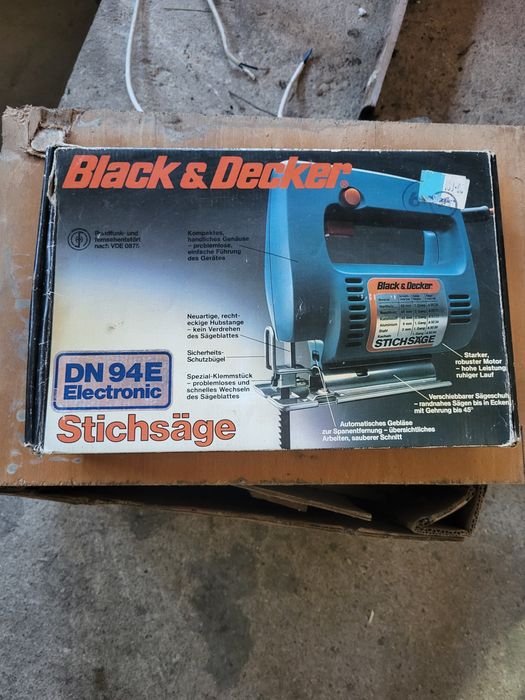 Black & Decker®
Rundfunk- und
fernsehentstört
nach VDE 0875
Kompaktes,
handliches Gehäuse
– problemlose,
einfache Führung
des Gerätes
Neuartige, recht-
eckige Hubstange
– kein Verdrehen
des Sägeblattes
Sicherheits-
Schutzbügel
Spezial-Klemmstück
– problemloses und
schnelles Wechseln
des Sägeblattes
DN 94E
Electronic
Stichsäge
Black & Decker
STICHSÄGE
Starker,
robuster Motor
– hohe Leistung
ruhiger Lauf
Verschiebbarer Sägeschuh
– randnahes Sägen bis in Ecken,
mit Gehrung bis 45°
Automatisches Gebläse
zur Spanentfernung – übersichtliches
Arbeiten, sauberer Schnitt